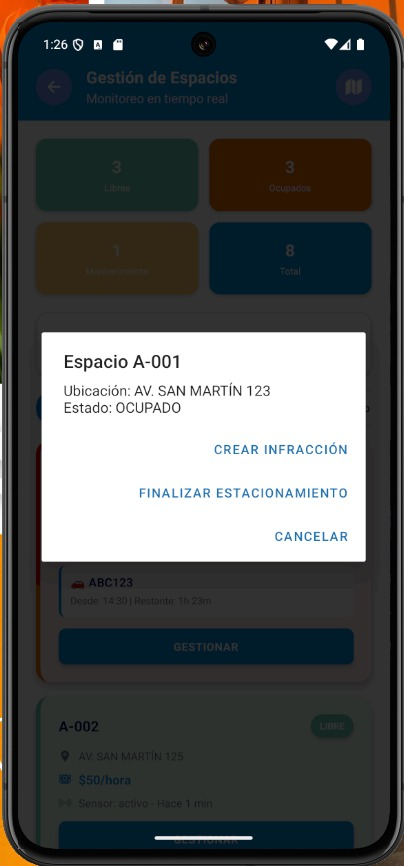 1:26
Gestión de Espacios
Monitoreo en tiempo real
3
Libres
3
Ocupados
1
Mantenimiento
8
Total
Espacio A-001
Ubicación: AV. SAN MARTÍN 123
Estado: OCUPADO
CREAR INFRACCIÓN
FINALIZAR ESTACIONAMIENTO
CANCELAR
ABC123
Desde: 14:30 | Restante: 1h 23m
GESTIONAR
A-002
LIBRE
AV. SAN MARTÍN 125
$50/hora
Sensor: activo - Hace 1 min
GESTIONAR